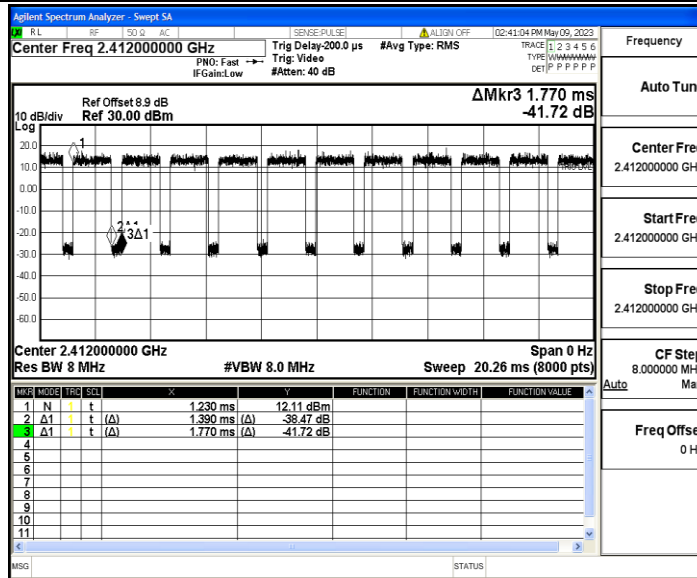 Agilent Spectrum Analyzer - Swept SA
RL RF 50 Ω AC SENSE:PULSE ALIGN OFF 02:41:04 PM May 09, 2023
Center Freq 2.412000000 GHz
PNO: Fast
IFGain:Low
Trig Delay-200.0 µs
Trig: Video
#Atten: 40 dB
#Avg Type: RMS
TRACE 1 2 3 4 5 6
TYPE WWWWWW
DET P P P P P P
Ref Offset 8.9 dB
10 dB/div Ref 30.00 dBm
Log
ΔMkr3 1.770 ms
-41.72 dB
20.0
10.0
0.00
-10.0
-20.0
-30.0
-40.0
-50.0
-60.0
1
3Δ1
Center 2.412000000 GHz Span 0 Hz
Res BW 8 MHz #VBW 8.0 MHz Sweep 20.26 ms (8000 pts)
MKR MODE TRC SCL X Y FUNCTION FUNCTION WIDTH FUNCTION VALUE
1 N 1 t 1.230 ms 12.11 dBm
2 Δ1 1 t (Δ) 1.390 ms (Δ) -38.47 dB
3 Δ1 1 t (Δ) 1.770 ms (Δ) -41.72 dB
4
5
6
7
8
9
10
11
MSG STATUS
Frequency
Auto Tun
Center Fre
2.412000000 GH
Start Fre
2.412000000 GH
Stop Fre
2.412000000 GH
CF Step
8.000000 MH
Auto Ma
Freq Offse
0 H